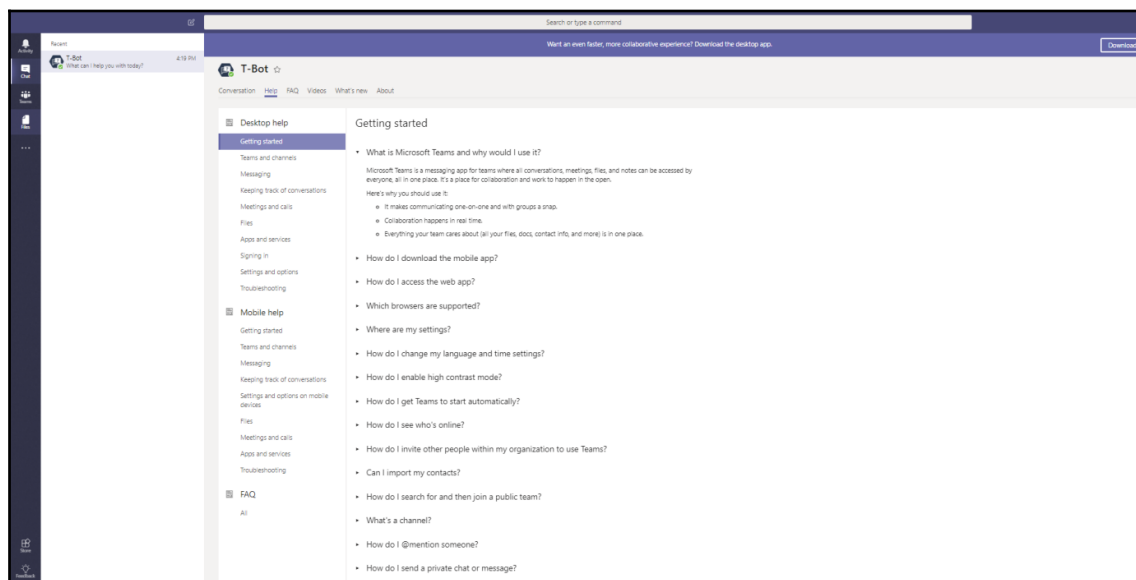 Search or type a command
Activity
Chat
Teams
Files
Store
Feedback
Recent
T-Bot
4:19 PM
What can I help you with today?
Want an even faster, more collaborative experience? Download the desktop app.
Download
T-Bot
Conversation Help FAQ Videos What's new About
Desktop help
Getting started
Teams and channels
Messaging
Keeping track of conversations
Meetings and calls
Files
Apps and services
Signing in
Settings and options
Troubleshooting
Mobile help
Getting started
Teams and channels
Messaging
Keeping track of conversations
Settings and options on mobile
devices
Files
Meetings and calls
Apps and services
Troubleshooting
FAQ
All
Getting started
What is Microsoft Teams and why would I use it?
Microsoft Teams is a messaging app for teams where all conversations, meetings, files, and notes can be accessed by
everyone, all in one place. It's a place for collaboration and work to happen in the open.
Here's why you should use it:
It makes communicating one-on-one and with groups a snap.
Collaboration happens in real time.
Everything your team cares about (all your files, docs, contact info, and more) is in one place.
How do I download the mobile app?
How do I access the web app?
Which browsers are supported?
Where are my settings?
How do I change my language and time settings?
How do I enable high contrast mode?
How do I get Teams to start automatically?
How do I see who's online?
How do I invite other people within my organization to use Teams?
Can I import my contacts?
How do I search for and then join a public team?
What's a channel?
How do I @mention someone?
How do I send a private chat or message?